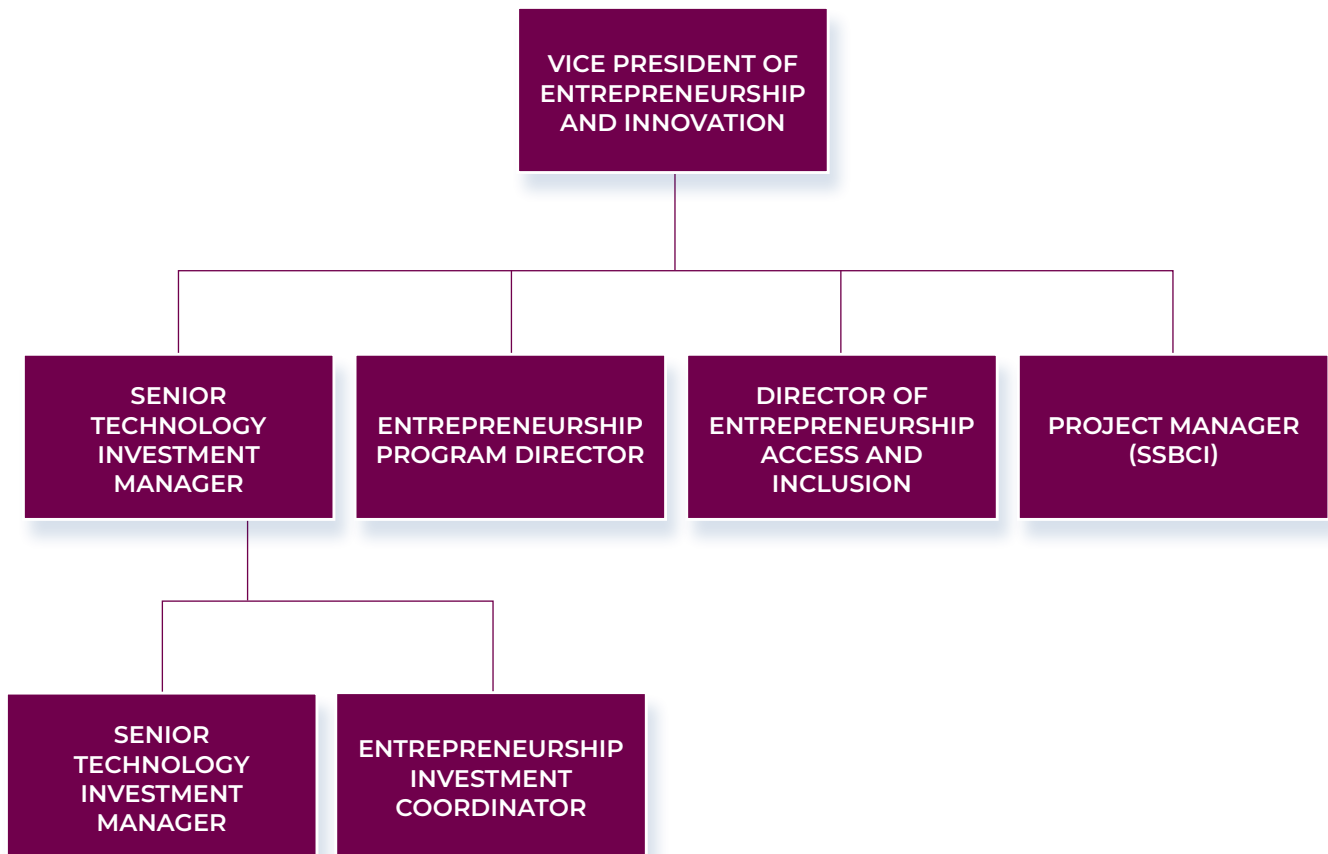 VICE PRESIDENT OF
ENTREPRENEURSHIP
AND INNOVATION
SENIOR
TECHNOLOGY
INVESTMENT
MANAGER
ENTREPRENEURSHIP
PROGRAM DIRECTOR
DIRECTOR OF
ENTREPRENEURSHIP
ACCESS AND
INCLUSION
PROJECT MANAGER
(SSBCI)
SENIOR
TECHNOLOGY
INVESTMENT
MANAGER
ENTREPRENEURSHIP
INVESTMENT
COORDINATOR